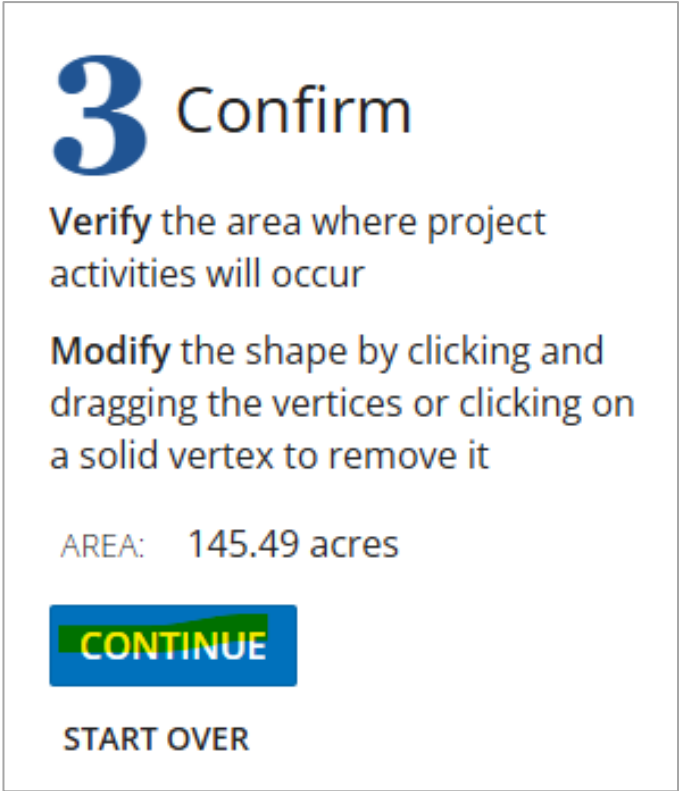 3 Confirm
Verify the area where project
activities will occur
Modify the shape by clicking and
dragging the vertices or clicking on
a solid vertex to remove it
AREA: 145.49 acres
CONTINUE
START OVER